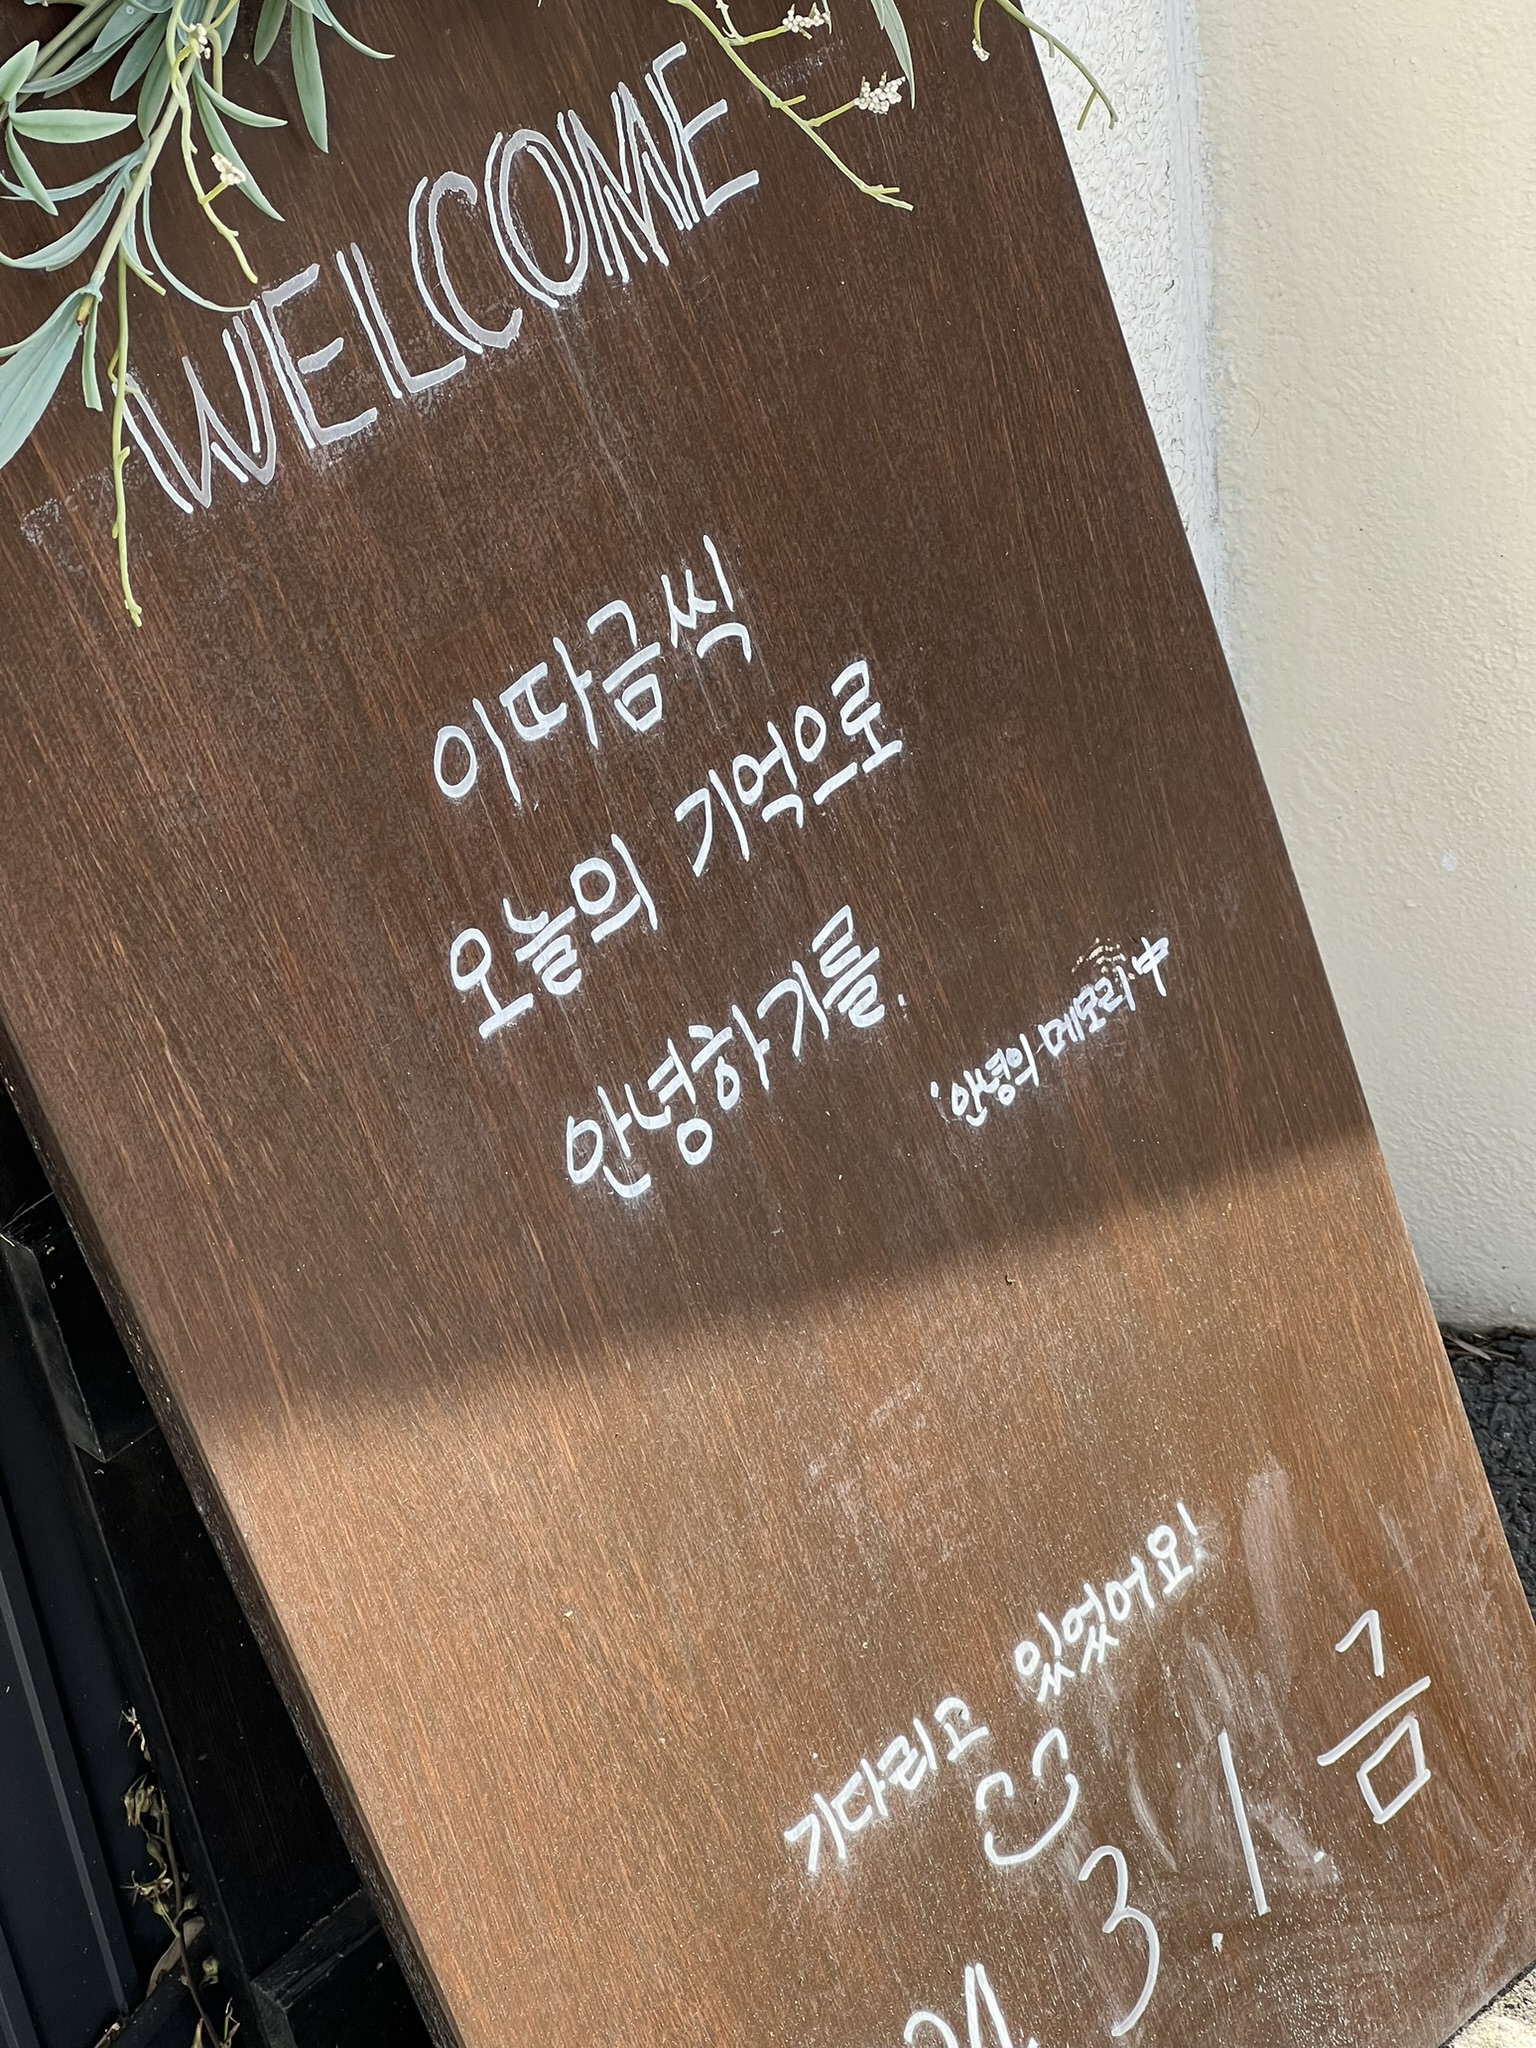 WELCOME
이따금씩
오늘의 기억으로
안녕하기를.
'안녕의 메모리' 中
기다리고 있었어요!
24 3. 1 금